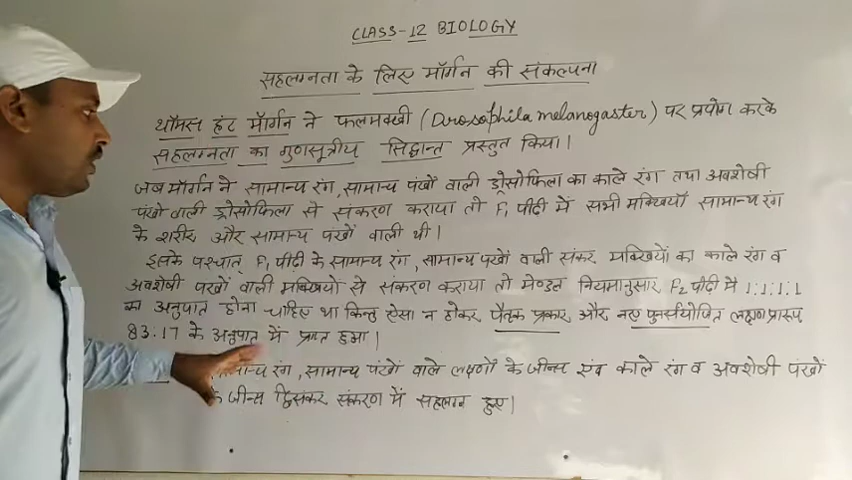 CLASS-12 BIOLOGY
सहलग्नता के लिए मॉर्गन की संकल्पना
थॉमस हंट मॉर्गन ने फलमक्खी (Drosophila melanogaster) पर प्रयोग करके
सहलग्नता का गुणसूत्रीय सिद्धान्त प्रस्तुत किया।
जब मॉर्गन ने सामान्य रंग, सामान्य पंखों वाली ड्रोसोफिला का काले रंग तथा अवशेषी
पंखों वाली ड्रोसोफिला से संकरण कराया तो F₁ पीढ़ी में सभी मक्खियाँ सामान्य रंग
के शरीर और सामान्य पंखों वाली थी।
इसके पश्चात् F₁ पीढ़ी के सामान्य रंग, सामान्य पंखों वाली संकर मक्खियों का काले रंग व
अवशेषी पंखों वाली मक्खियों से संकरण कराया तो मेण्डल नियमानुसार F₂ पीढ़ी में 1:1:1:1
का अनुपात होना चाहिए था किन्तु ऐसा न होकर पैतृक प्रकार और नए पुनर्संयोजित लक्षण प्रारूप
83:17 के अनुपात में प्राप्त हुआ।
रंग, सामान्य पंखों वाले लक्षणों के जीन्स एंव काले रंग व अवशेषी पंखों
के जीन्स द्विसंकर संकरण में सहलग्न हुए।